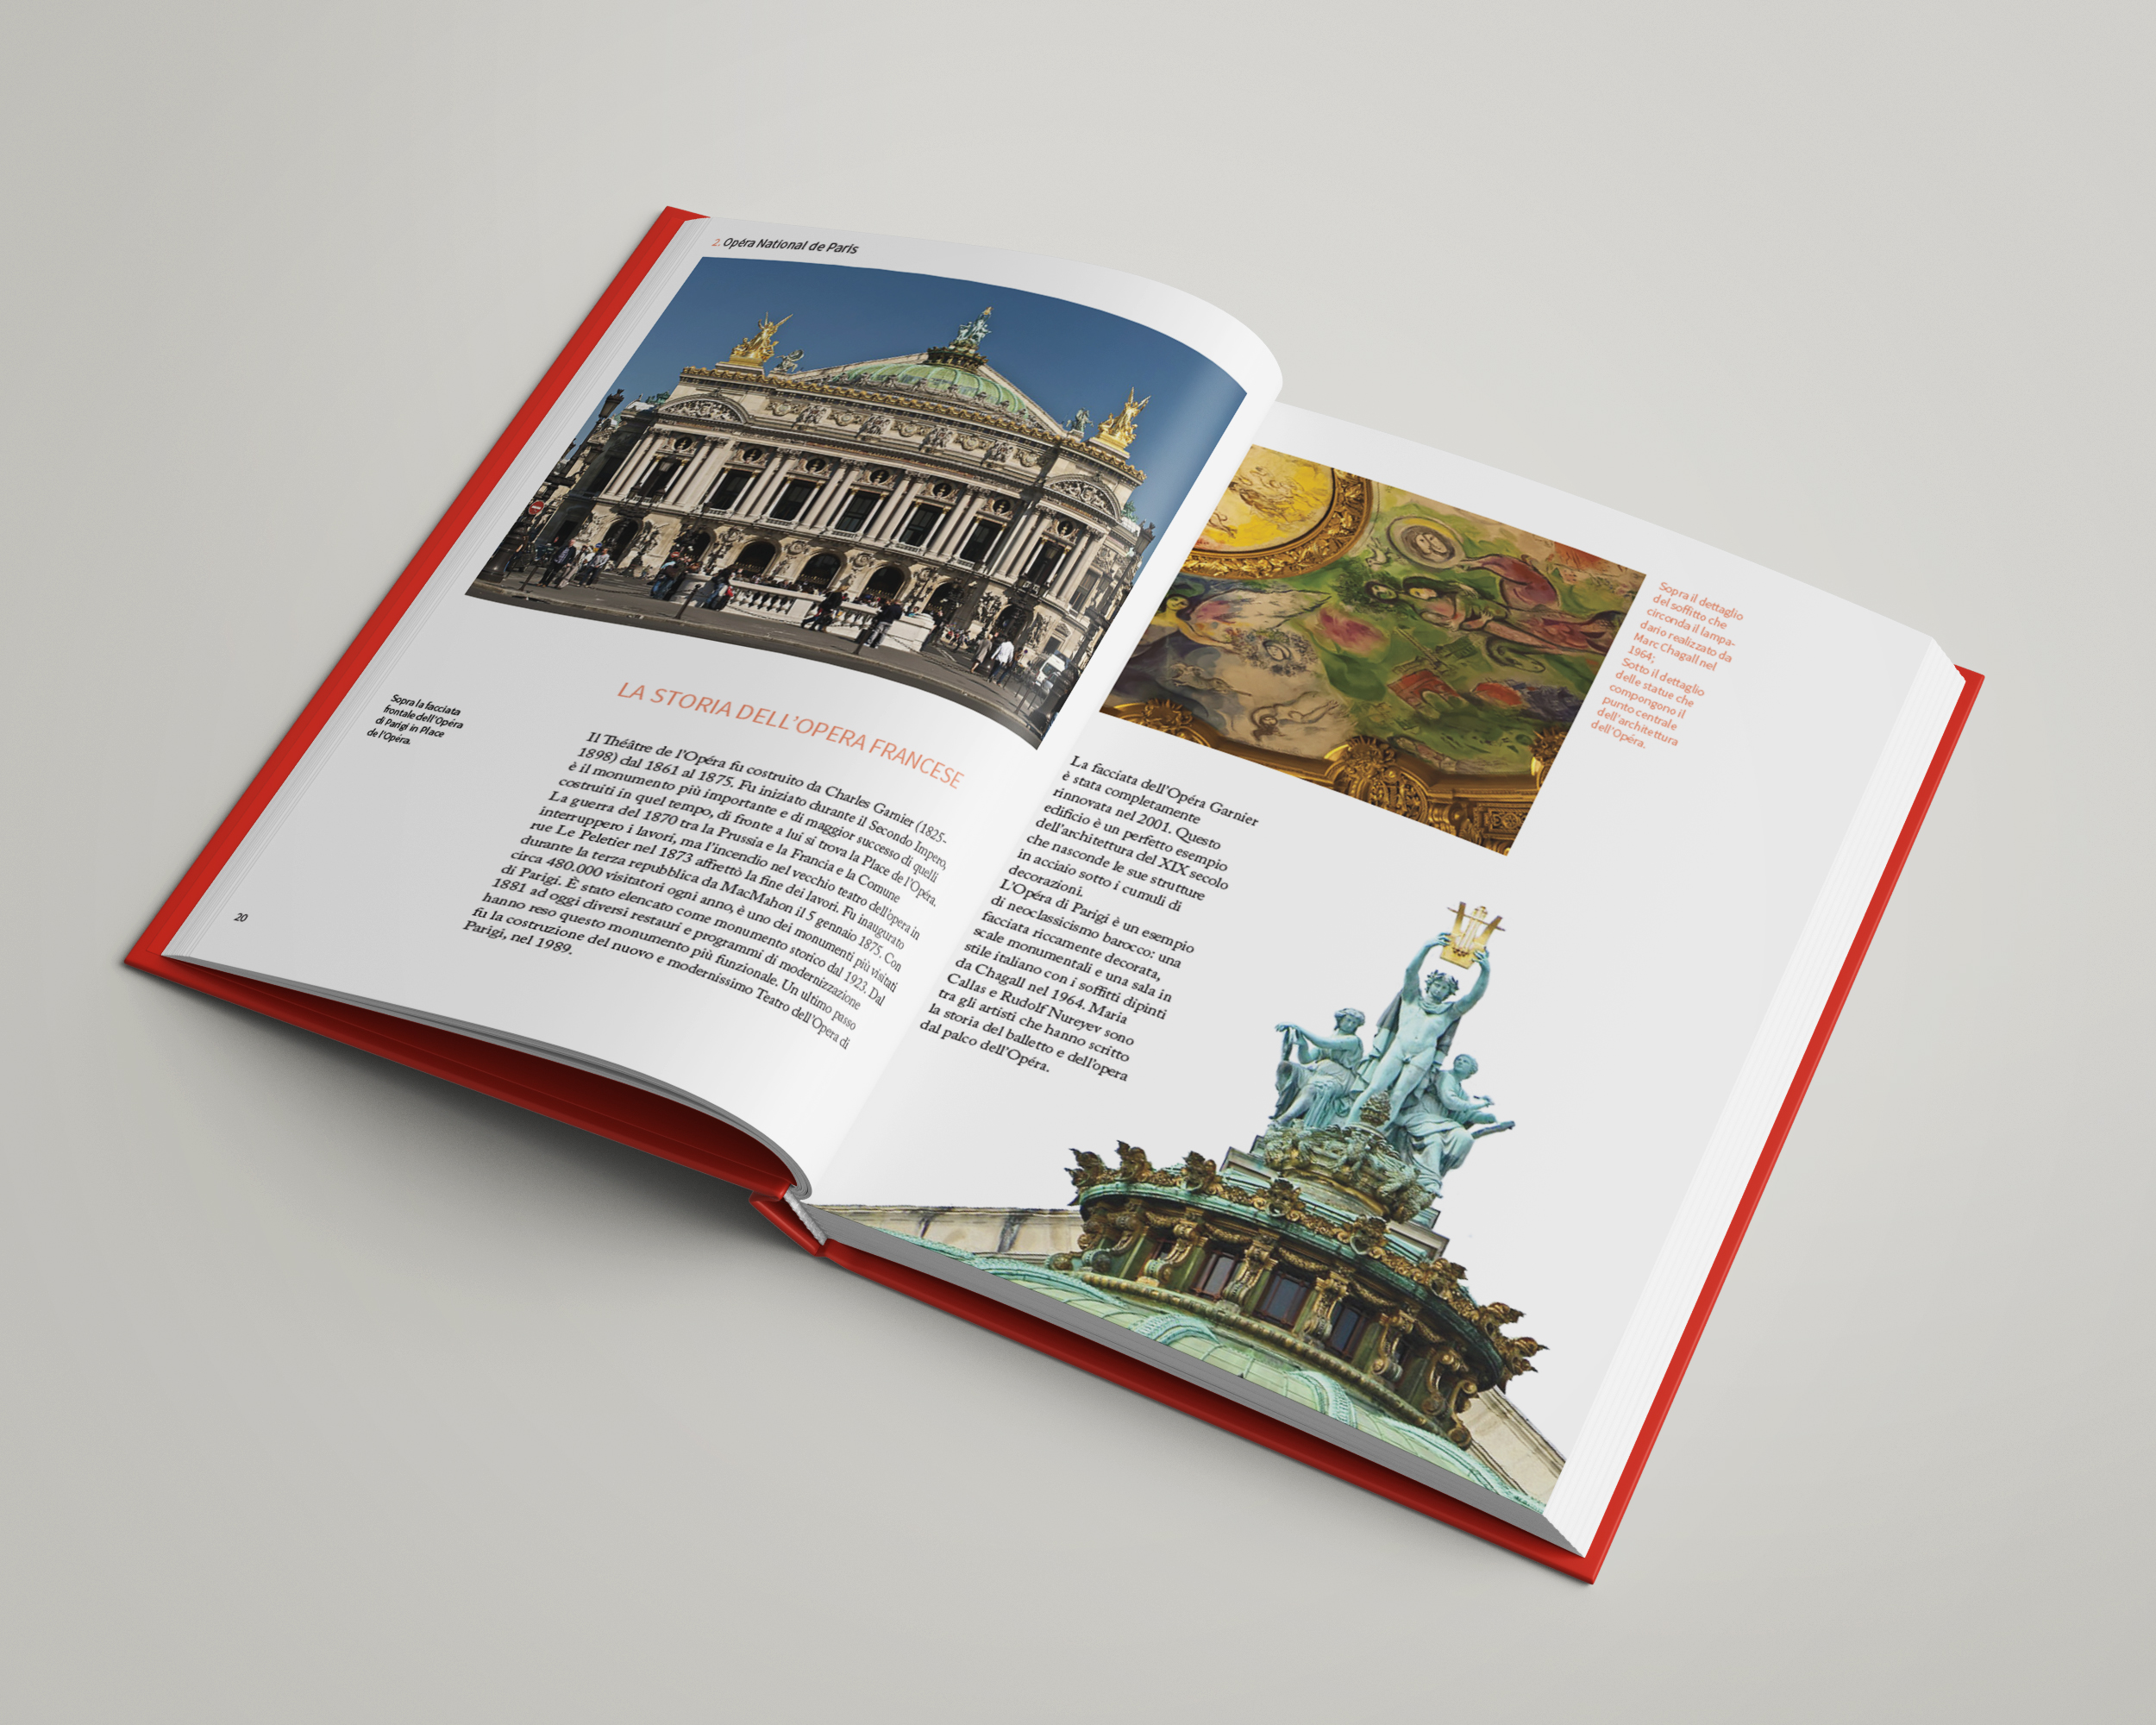 2. Opéra National de Paris
LA STORIA DELL'OPERA FRANCESE
Sopra la facciata
frontale dell'Opéra
di Parigi in Place
de l'Opéra.
Il Théâtre de l'Opéra fu costruito da Charles Garnier (1825-
1898) dal 1861 al 1875. Fu iniziato durante il Secondo Impero,
è il monumento più importante e di maggior successo di quelli
costruiti in quel tempo, di fronte a lui si trova la Place de l'Opéra.
La guerra del 1870 tra la Prussia e la Francia e la Comune
interruppero i lavori, ma l'incendio nel vecchio teatro dell'opera in
rue Le Peletier nel 1873 affrettò la fine dei lavori. Fu inaugurato
durante la terza repubblica da MacMahon il 5 gennaio 1875. Con
circa 480.000 visitatori ogni anno, è uno dei monumenti più visitati
di Parigi. È stato elencato come monumento storico dal 1923. Dal
1881 ad oggi diversi restauri e programmi di modernizzazione
hanno reso questo monumento più funzionale. Un ultimo passo
fu la costruzione del nuovo e modernissimo Teatro dell'Opera di
Parigi, nel 1989.
20
Sopra il dettaglio
del soffitto che
circonda il lampa-
dario realizzato da
Marc Chagall nel
1964;
Sotto il dettaglio
delle statue che
compongono il
punto centrale
dell'architettura
dell'Opéra.
La facciata dell'Opéra Garnier
è stata completamente
rinnovata nel 2001. Questo
edificio è un perfetto esempio
dell'architettura del XIX secolo
che nasconde le sue strutture
in acciaio sotto i cumuli di
decorazioni.
L'Opéra di Parigi è un esempio
di neoclassicismo barocco: una
facciata riccamente decorata,
scale monumentali e una sala in
stile italiano con i soffitti dipinti
da Chagall nel 1964. Maria
Callas e Rudolf Nureyev sono
tra gli artisti che hanno scritto
la storia del balletto e dell'opera
dal palco dell'Opéra.